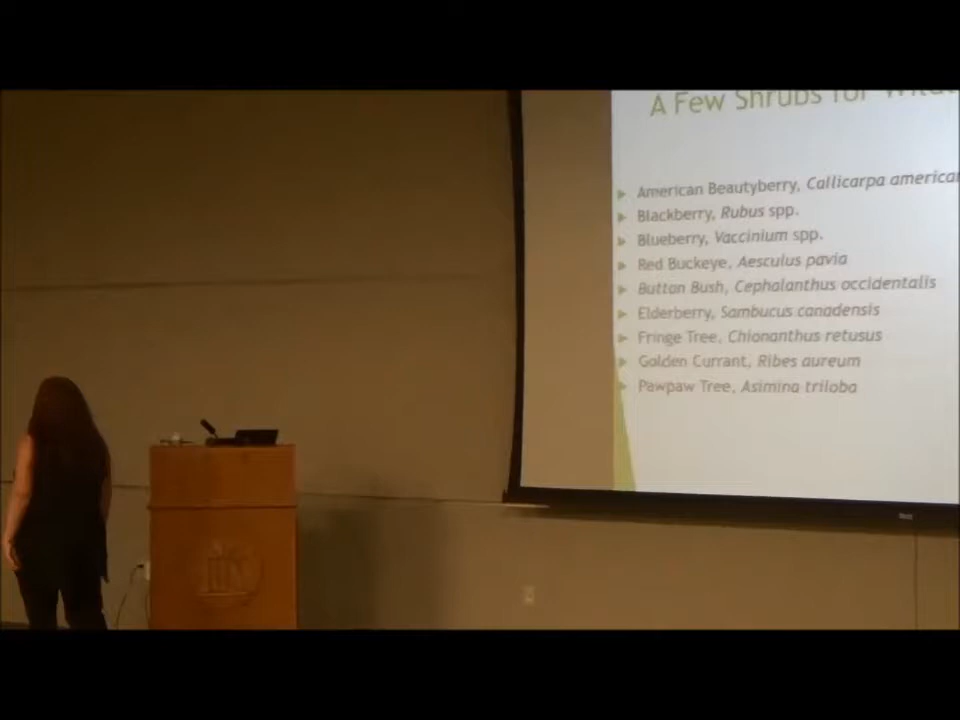 A Few Shrubs for
American Beautyberry, Callicarpa american
Blackberry, Rubus spp.
Blueberry, Vaccinium spp.
Red Buckeye, Aesculus pavia
Button Bush, Cephalanthus occidentalis
Elderberry, Sambucus canadensis
Fringe Tree, Chionanthus retusus
Golden Currant, Ribes aureum
Pawpaw Tree, Asimina triloba